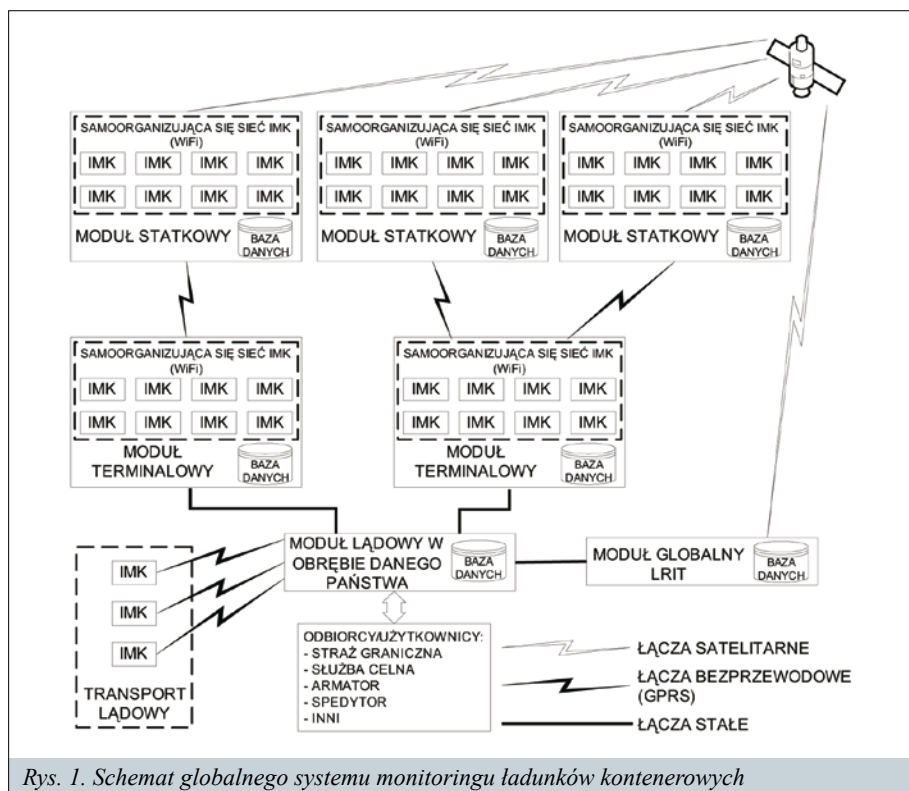 SAMOORGANIZUJĄCA SIĘ SIEĆ IMK
(WiFi)
IMK IMK IMK IMK
IMK IMK IMK IMK
MODUŁ STATKOWY
BAZA
DANYCH
SAMOORGANIZUJĄCA SIĘ SIEĆ IMK
(WiFi)
IMK IMK IMK IMK
IMK IMK IMK IMK
MODUŁ STATKOWY
BAZA
DANYCH
SAMOORGANIZUJĄCA SIĘ SIEĆ IMK
(WiFi)
IMK IMK IMK IMK
IMK IMK IMK IMK
MODUŁ STATKOWY
BAZA
DANYCH
SAMOORGANIZUJĄCA SIĘ SIEĆ IMK
(WiFi)
IMK IMK IMK IMK
IMK IMK IMK IMK
MODUŁ
TERMINALOWY
BAZA
DANYCH
SAMOORGANIZUJĄCA SIĘ SIEĆ IMK
(WiFi)
IMK IMK IMK IMK
IMK IMK IMK IMK
MODUŁ
TERMINALOWY
BAZA
DANYCH
IMK
IMK
IMK
TRANSPORT
LĄDOWY
MODUŁ LĄDOWY W
OBRĘBIE DANEGO
PAŃSTWA
BAZA
DANYCH
MODUŁ GLOBALNY
LRIT
BAZA
DANYCH
ODBIORCY/UŻYTKOWNICY:
- STRAŻ GRANICZNA
- SŁUŻBA CELNA
- ARMATOR
- SPEDYTOR
- INNI
ŁĄCZA SATELITARNE
ŁĄCZA BEZPRZEWODOWE
(GPRS)
ŁĄCZA STAŁE
Rys. 1. Schemat globalnego systemu monitoringu ładunków kontenerowych